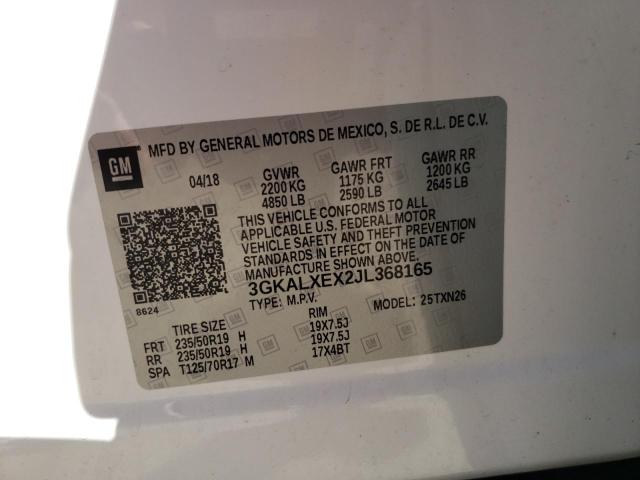 GM
MFD BY GENERAL MOTORS DE MEXICO, S. DE R.L. DE C.V.
04/18 GVWR GAWR FRT GAWR RR
2200 KG 1175 KG 1200 KG
4850 LB 2590 LB 2645 LB
THIS VEHICLE CONFORMS TO ALL
APPLICABLE U.S. FEDERAL MOTOR
VEHICLE SAFETY AND THEFT PREVENTION
STANDARDS IN EFFECT ON THE DATE OF
MANUFACTURE SHOWN ABOVE.
3GKALXEX2JL368165
TYPE: M.P.V. MODEL: 25TXN26
8624
TIRE SIZE RIM
FRT 235/50R19 H 19X7.5J
RR 235/50R19 H 19X7.5J
SPA T125/70R17 M 17X4BT